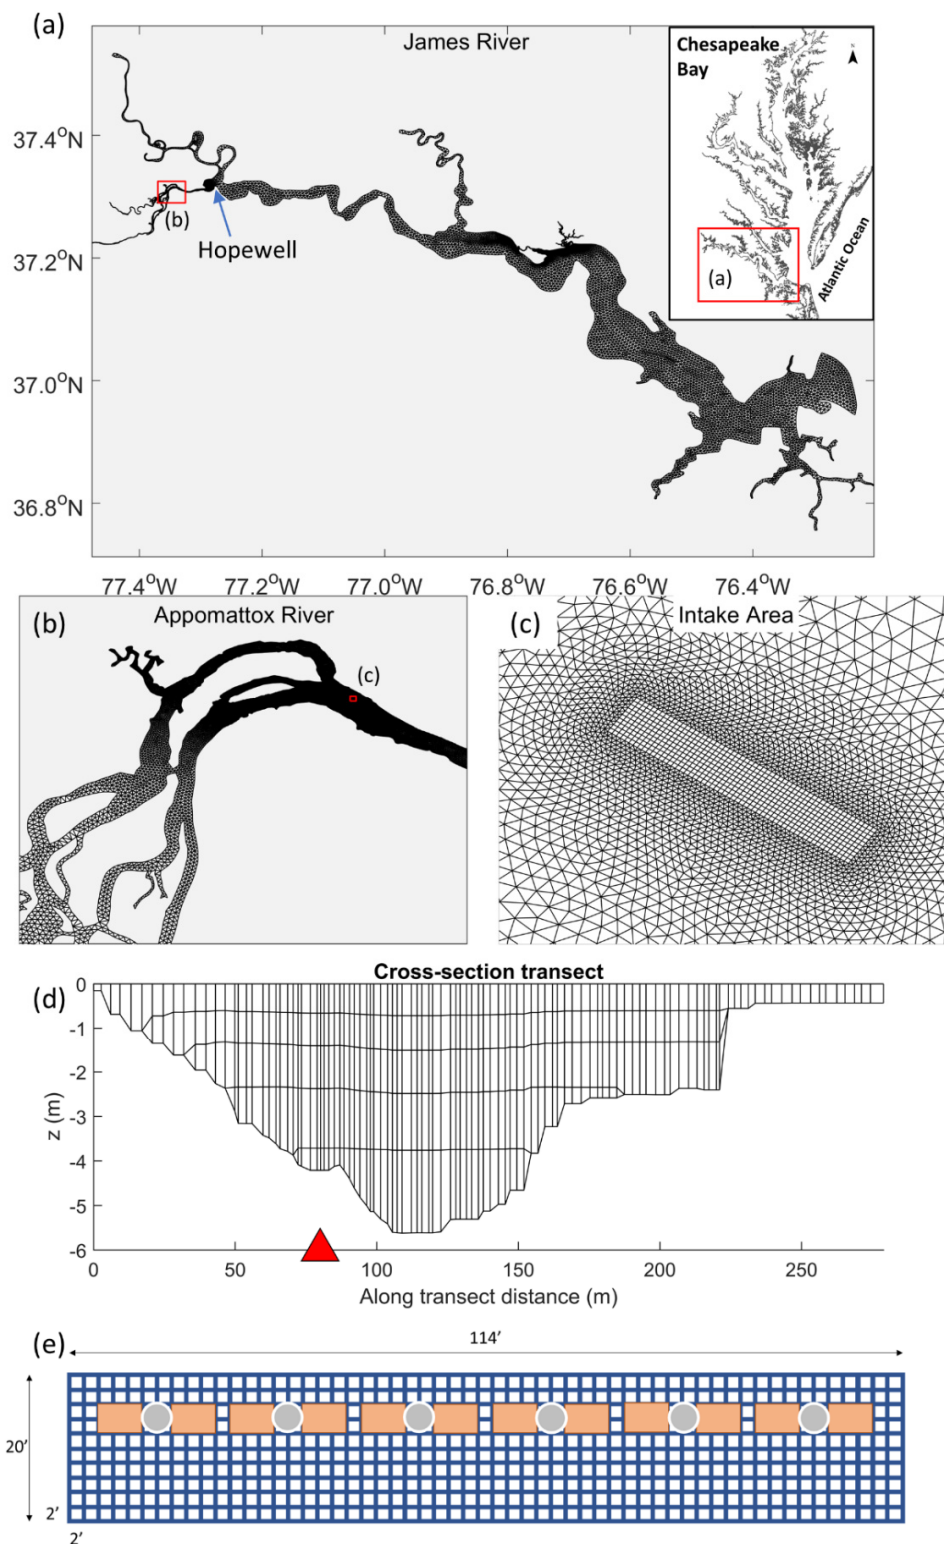 (a)
James River
Chesapeake
Bay
N
37.4°N
37.2°N
37.0°N
36.8°N
(b)
Hopewell
(a)
Atlantic Ocean
77.4°W 77.2°W 77.0°W 76.8°W 76.6°W 76.4°W
(b)
Appomattox River
(c)
(c)
Intake Area
(d)
Cross-section transect
0
-1
-2
-3
-4
-5
-6
z (m)
0 50 100 150 200 250
Along transect distance (m)
(e)
114’
20’
2’
2’